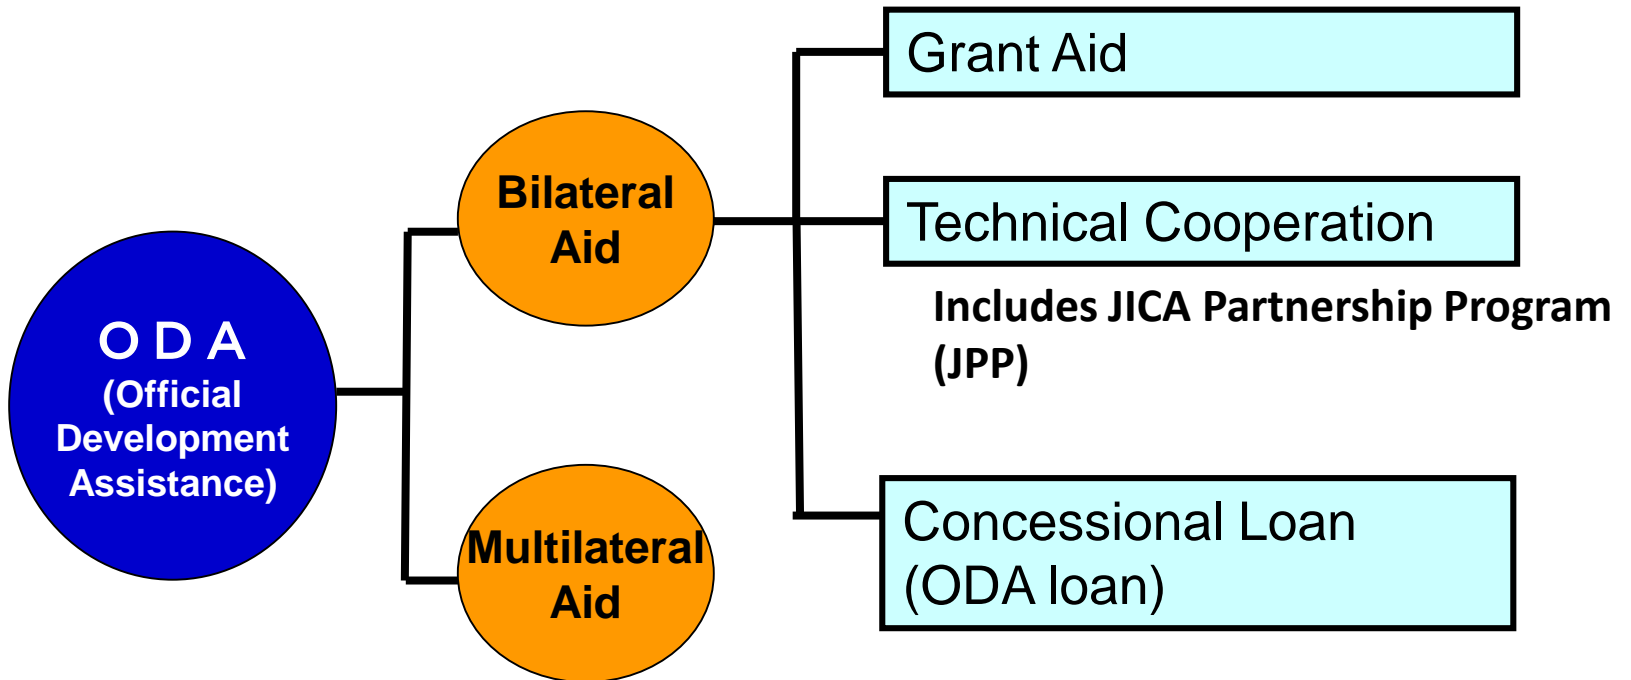 O D A
(Official
Development
Assistance)
Bilateral
Aid
Multilateral
Aid
Grant Aid
Technical Cooperation
Includes JICA Partnership Program
(JPP)
Concessional Loan
(ODA loan)